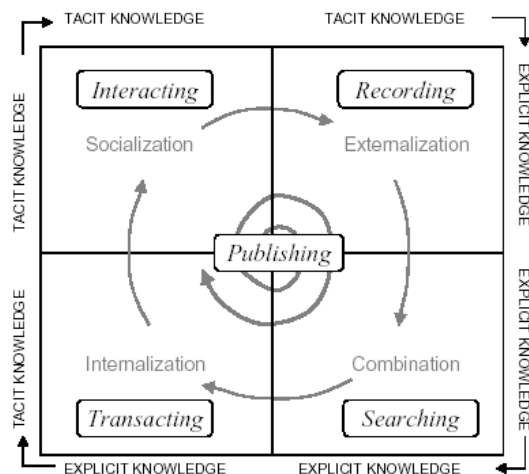 TACIT KNOWLEDGE
TACIT KNOWLEDGE
TACIT KNOWLEDGE
Interacting
Recording
EXPLICIT KNOWLEDGE
Socialization
Externalization
Publishing
TACIT KNOWLEDGE
Internalization
Combination
EXPLICIT KNOWLEDGE
Transacting
Searching
EXPLICIT KNOWLEDGE
EXPLICIT KNOWLEDGE